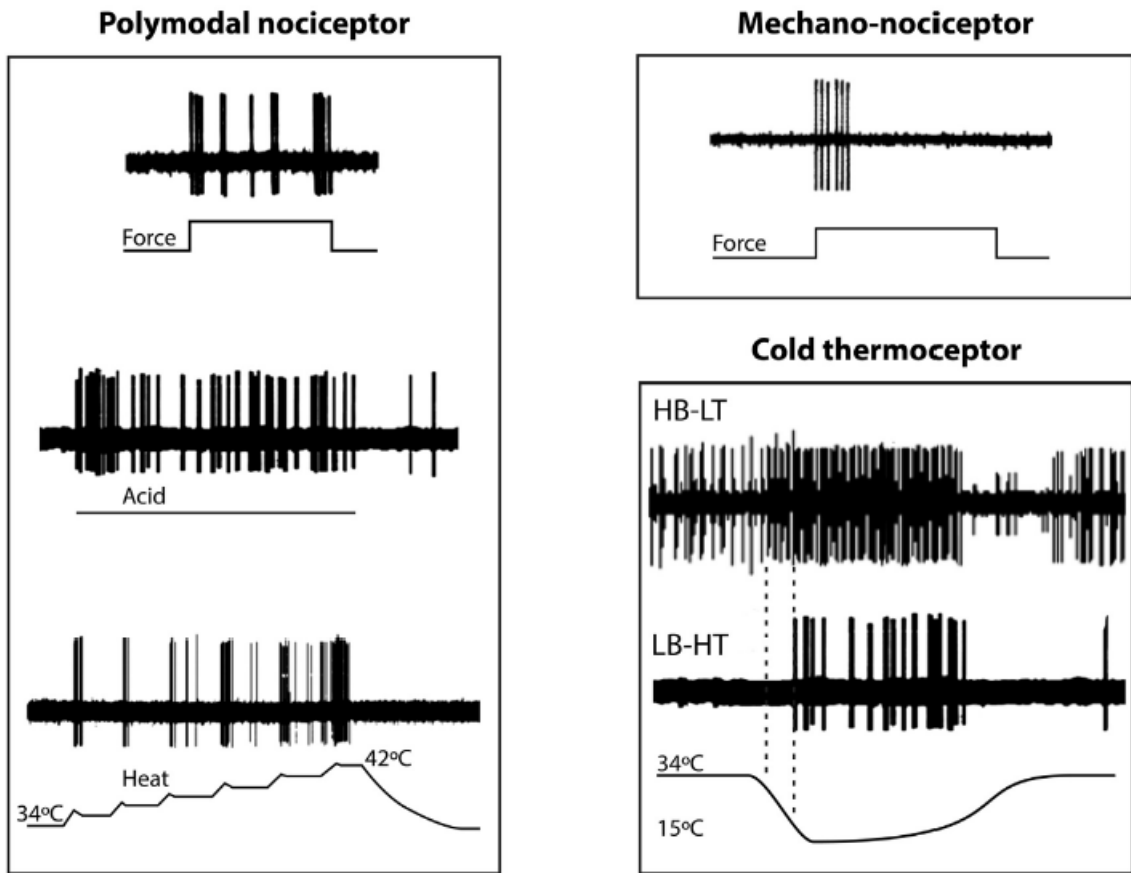 Polymodal nociceptor
Force
Acid
Heat
42ºC
34ºC
Mechano-nociceptor
Force
Cold thermoceptor
HB-LT
LB-HT
34ºC
15ºC